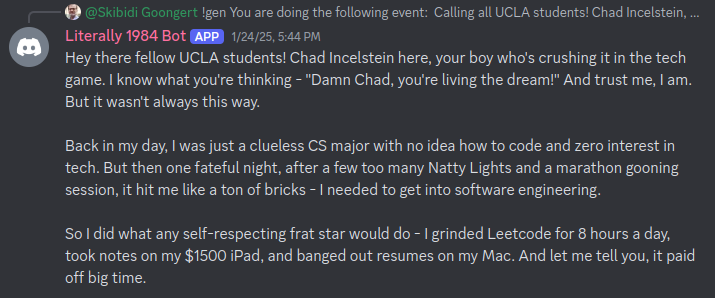 @Skibidi Goongert !gen You are doing the following event: Calling all UCLA students! Chad Incelstein, ...
Literally 1984 Bot APP 1/24/25, 5:44 PM
Hey there fellow UCLA students! Chad Incelstein here, your boy who's crushing it in the tech
game. I know what you're thinking - "Damn Chad, you're living the dream!" And trust me, I am.
But it wasn't always this way.
Back in my day, I was just a clueless CS major with no idea how to code and zero interest in
tech. But then one fateful night, after a few too many Natty Lights and a marathon gooning
session, it hit me like a ton of bricks - I needed to get into software engineering.
So I did what any self-respecting frat star would do - I grinded Leetcode for 8 hours a day,
took notes on my $1500 iPad, and banged out resumes on my Mac. And let me tell you, it paid
off big time.